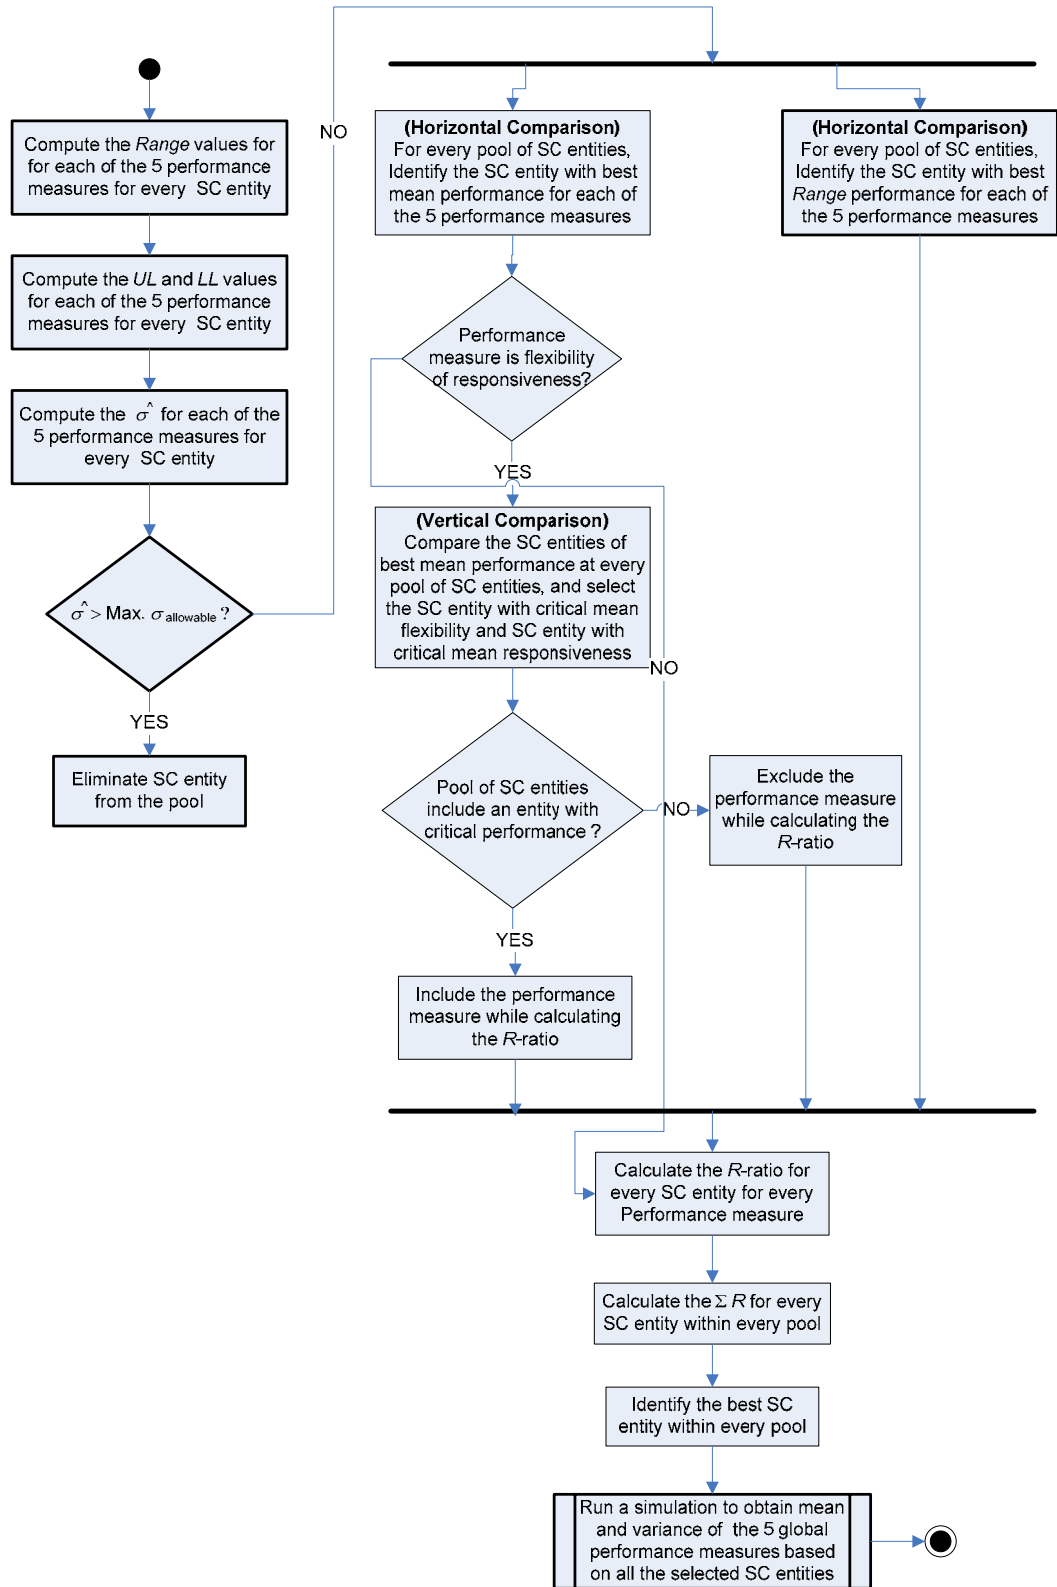 Compute the Range values for
for each of the 5 performance
measures for every SC entity
Compute the UL and LL values
for each of the 5 performance
measures for every SC entity
Compute the σ^ for each of the
5 performance measures for
every SC entity
σ^ > Max. σ allowable ?
YES
Eliminate SC entity
from the pool
NO
(Horizontal Comparison)
For every pool of SC entities,
Identify the SC entity with best
mean performance for each of
the 5 performance measures
(Horizontal Comparison)
For every pool of SC entities,
Identify the SC entity with best
Range performance for each of
the 5 performance measures
Performance
measure is flexibility
of responsiveness?
YES
(Vertical Comparison)
Compare the SC entities of
best mean performance at every
pool of SC entities, and select
the SC entity with critical mean
flexibility and SC entity with
critical mean responsiveness
NO
Pool of SC entities
include an entity with
critical performance ?
NO
Exclude the
performance measure
while calculating the
R-ratio
YES
Include the performance
measure while calculating
the R-ratio
Calculate the R-ratio for
every SC entity for every
Performance measure
Calculate the Σ R for every
SC entity within every pool
Identify the best SC
entity within every pool
Run a simulation to obtain mean
and variance of the 5 global
performance measures based
on all the selected SC entities